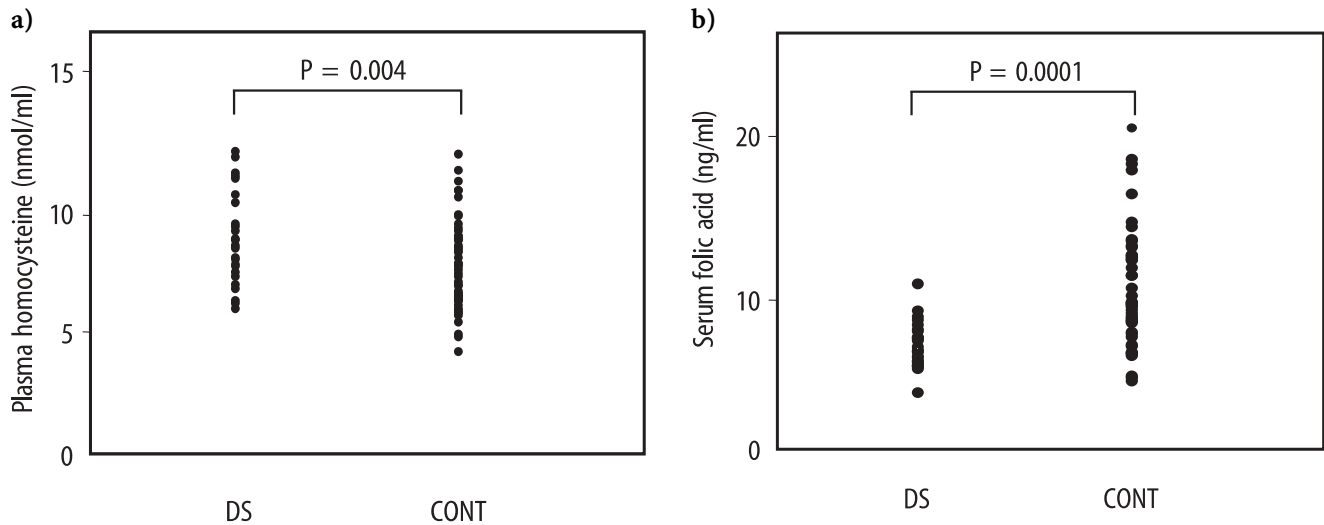 a)
Plasma homocysteine (nmol/ml)
15
10
5
0
P = 0.004
DS
CONT
b)
Serum folic acid (ng/ml)
20
10
0
P = 0.0001
DS
CONT